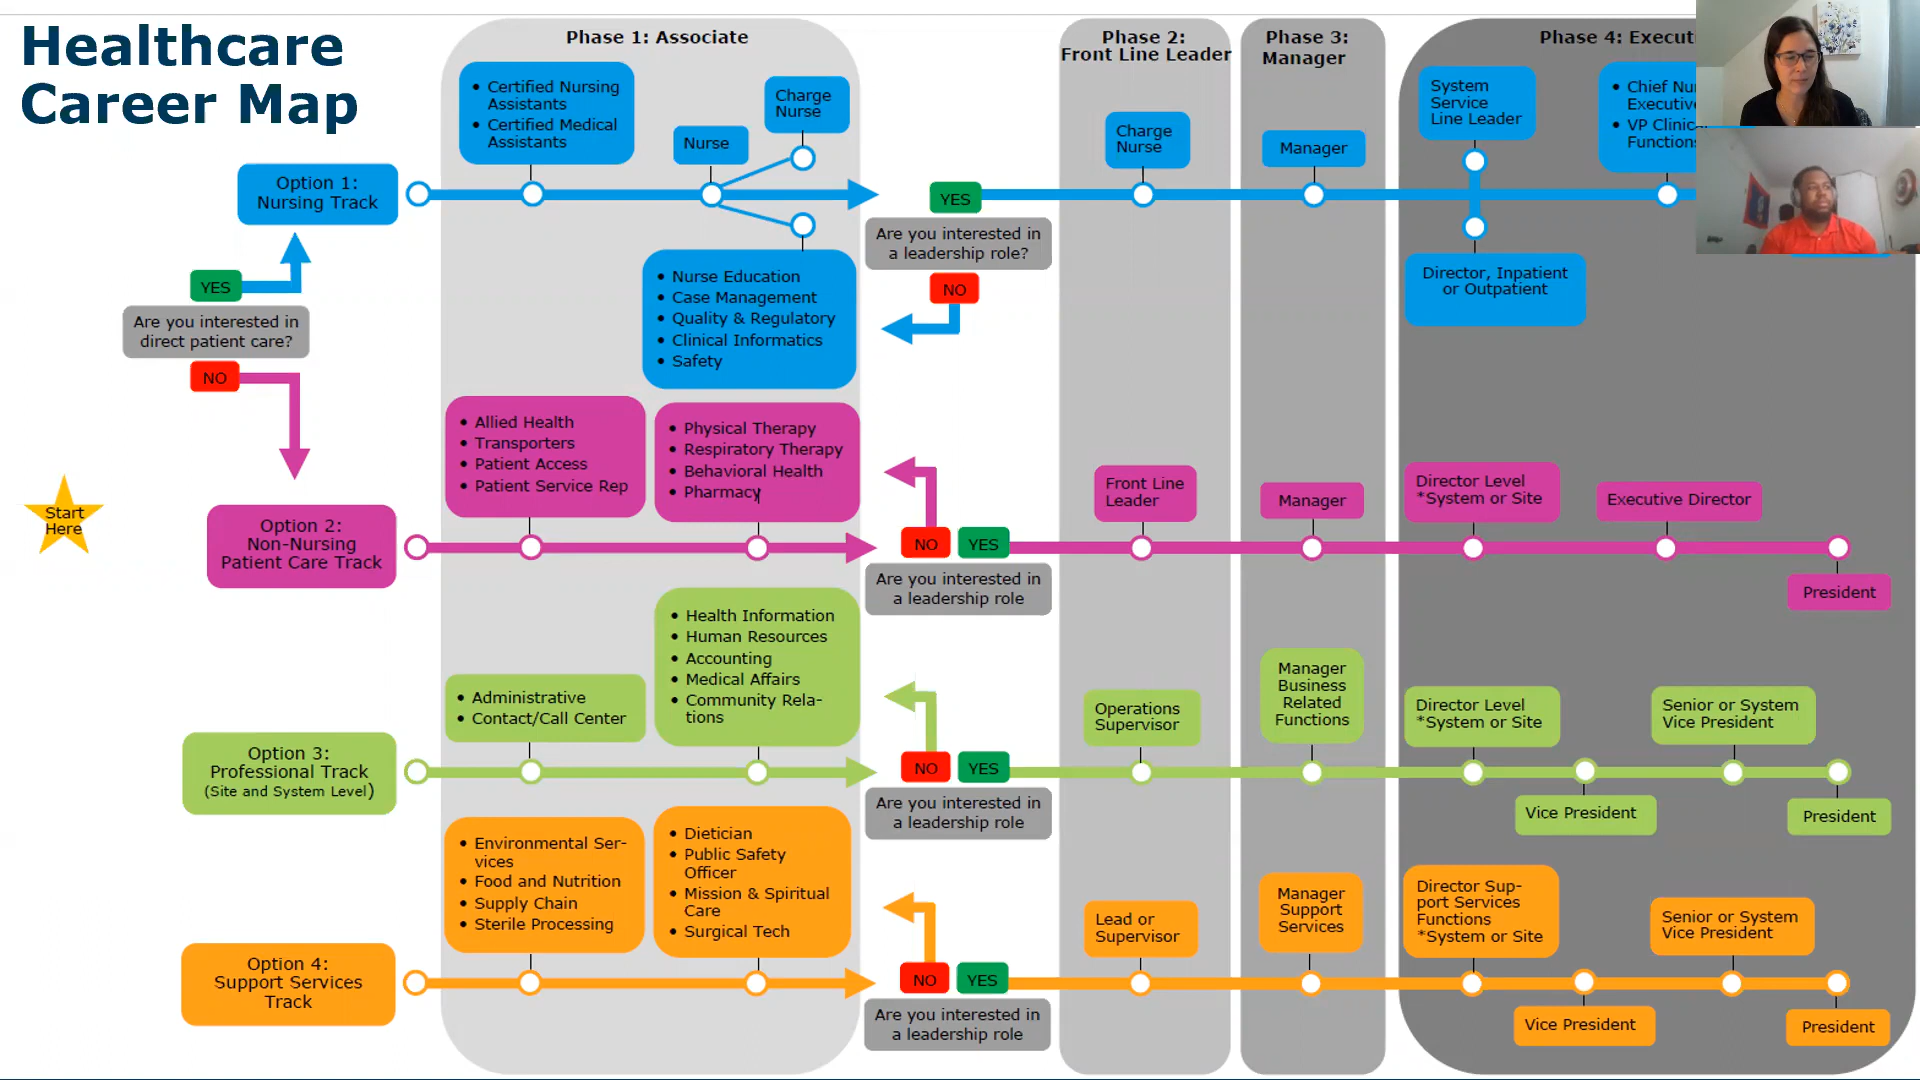 Healthcare
Career Map
Phase 1: Associate
Phase 2:
Front Line Leader
Phase 3:
Manager
Phase 4:
• Certified Nursing
Assistants
• Certified Medical
Assistants
Nurse
Charge
Nurse
Charge
Nurse
Manager
System
Service
Line Leader
• Chief
Executive
• VP
Option 1:
Nursing Track
YES
Are you interested in
a leadership role?
NO
• Nurse Education
• Case Management
• Quality & Regulatory
• Clinical Informatics
• Safety
Director, Inpatient
or Outpatient
YES
Are you interested in
direct patient care?
NO
Start
Here
• Allied Health
• Transporters
• Patient Access
• Patient Service Rep
• Physical Therapy
• Respiratory Therapy
• Behavioral Health
• Pharmacy
Front Line
Leader
Manager
Director Level
*System or Site
Executive Director
Option 2:
Non-Nursing
Patient Care Track
NO YES
Are you interested in
a leadership role
President
• Administrative
• Contact/Call Center
• Health Information
• Human Resources
• Accounting
• Medical Affairs
• Community Rela-
tions
Operations
Supervisor
Manager
Business
Related
Functions
Director Level
*System or Site
Senior or System
Vice President
Option 3:
Professional Track
(Site and System Level)
NO YES
Are you interested in
a leadership role
Vice President
President
• Environmental Ser-
vices
• Food and Nutrition
• Supply Chain
• Sterile Processing
• Dietician
• Public Safety
Officer
• Mission & Spiritual
Care
• Surgical Tech
Lead or
Supervisor
Manager
Support
Services
Director Sup-
port Services
Functions
*System or Site
Senior or System
Vice President
Option 4:
Support Services
Track
NO YES
Are you interested in
a leadership role
Vice President
President